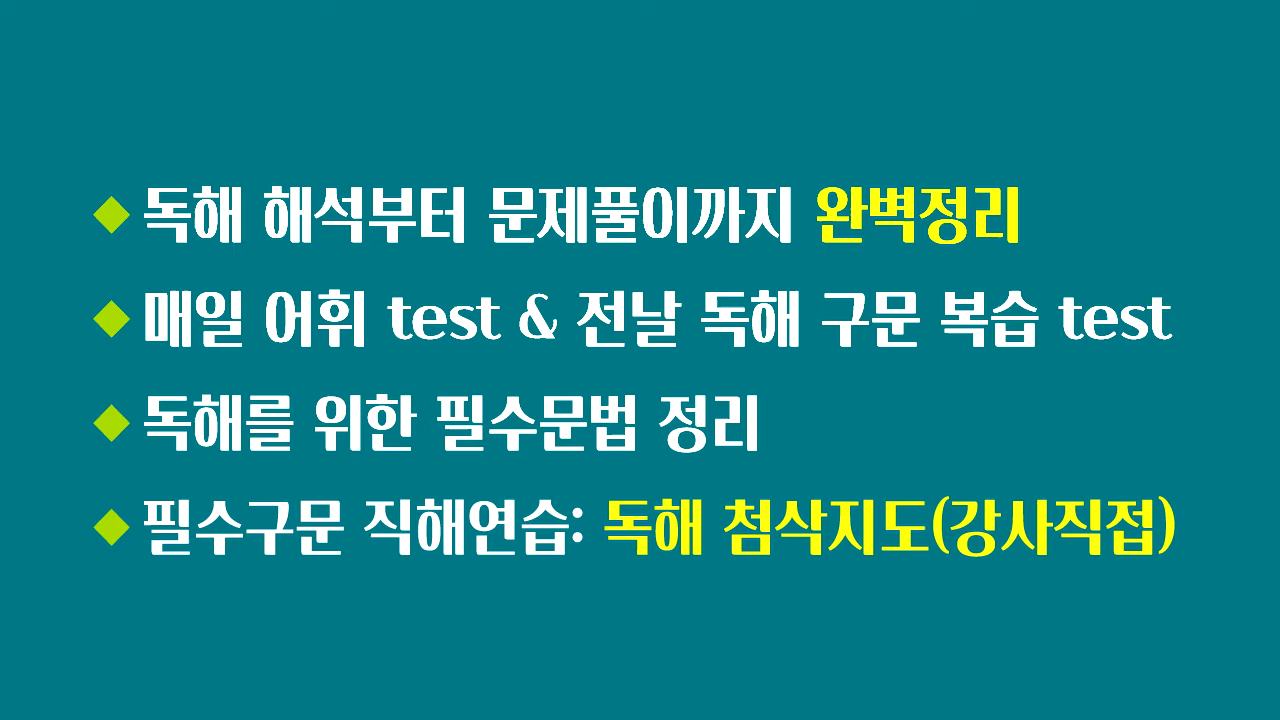 ◆ 독해 해석부터 문제풀이까지 완벽정리
◆ 매일 어휘 test & 전날 독해 구문 복습 test
◆ 독해를 위한 필수문법 정리
◆ 필수구문 직해연습: 독해 첨삭지도(강사직접)